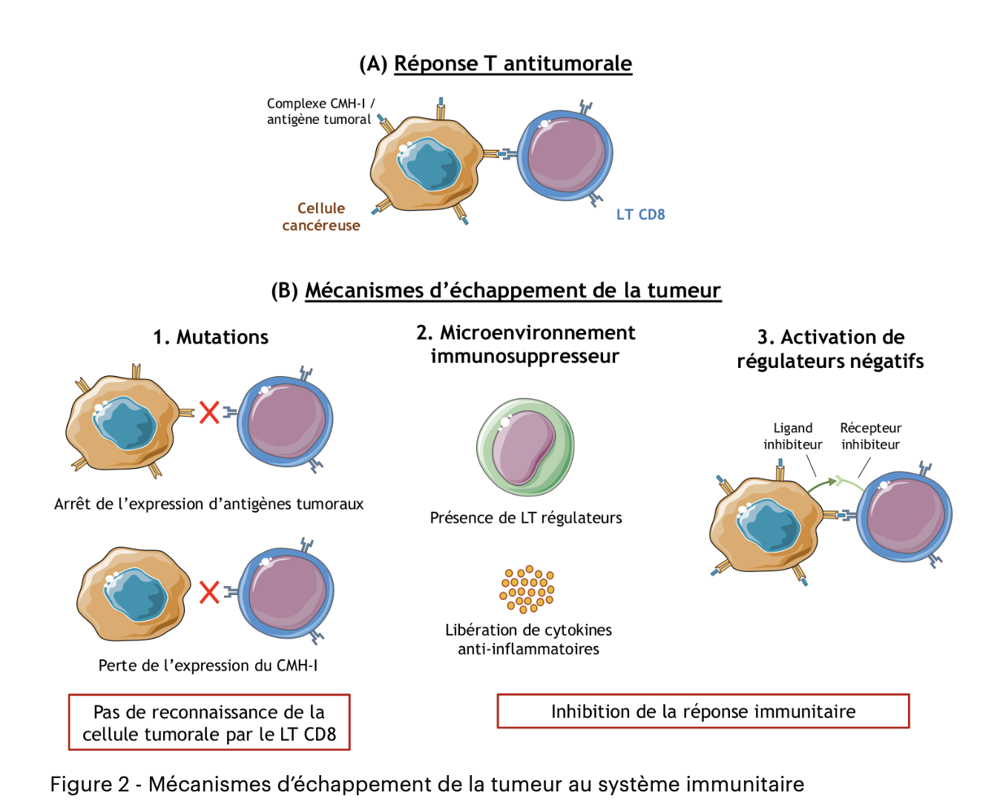 (A) Réponse T antitumorale
Complexe CMH-I /
antigène tumoral
Cellule
cancéreuse
LT CD8
(B) Mécanismes d’échappement de la tumeur
1. Mutations
Arrêt de l’expression d’antigènes tumoraux
Perte de l’expression du CMH-I
Pas de reconnaissance de la
cellule tumorale par le LT CD8
2. Microenvironnement
immunosuppresseur
Présence de LT régulateurs
Libération de cytokines
anti-inflammatoires
3. Activation de
régulateurs négatifs
Ligand
inhibiteur
Récepteur
inhibiteur
Inhibition de la réponse immunitaire
Figure 2 - Mécanismes d’échappement de la tumeur au système immunitaire